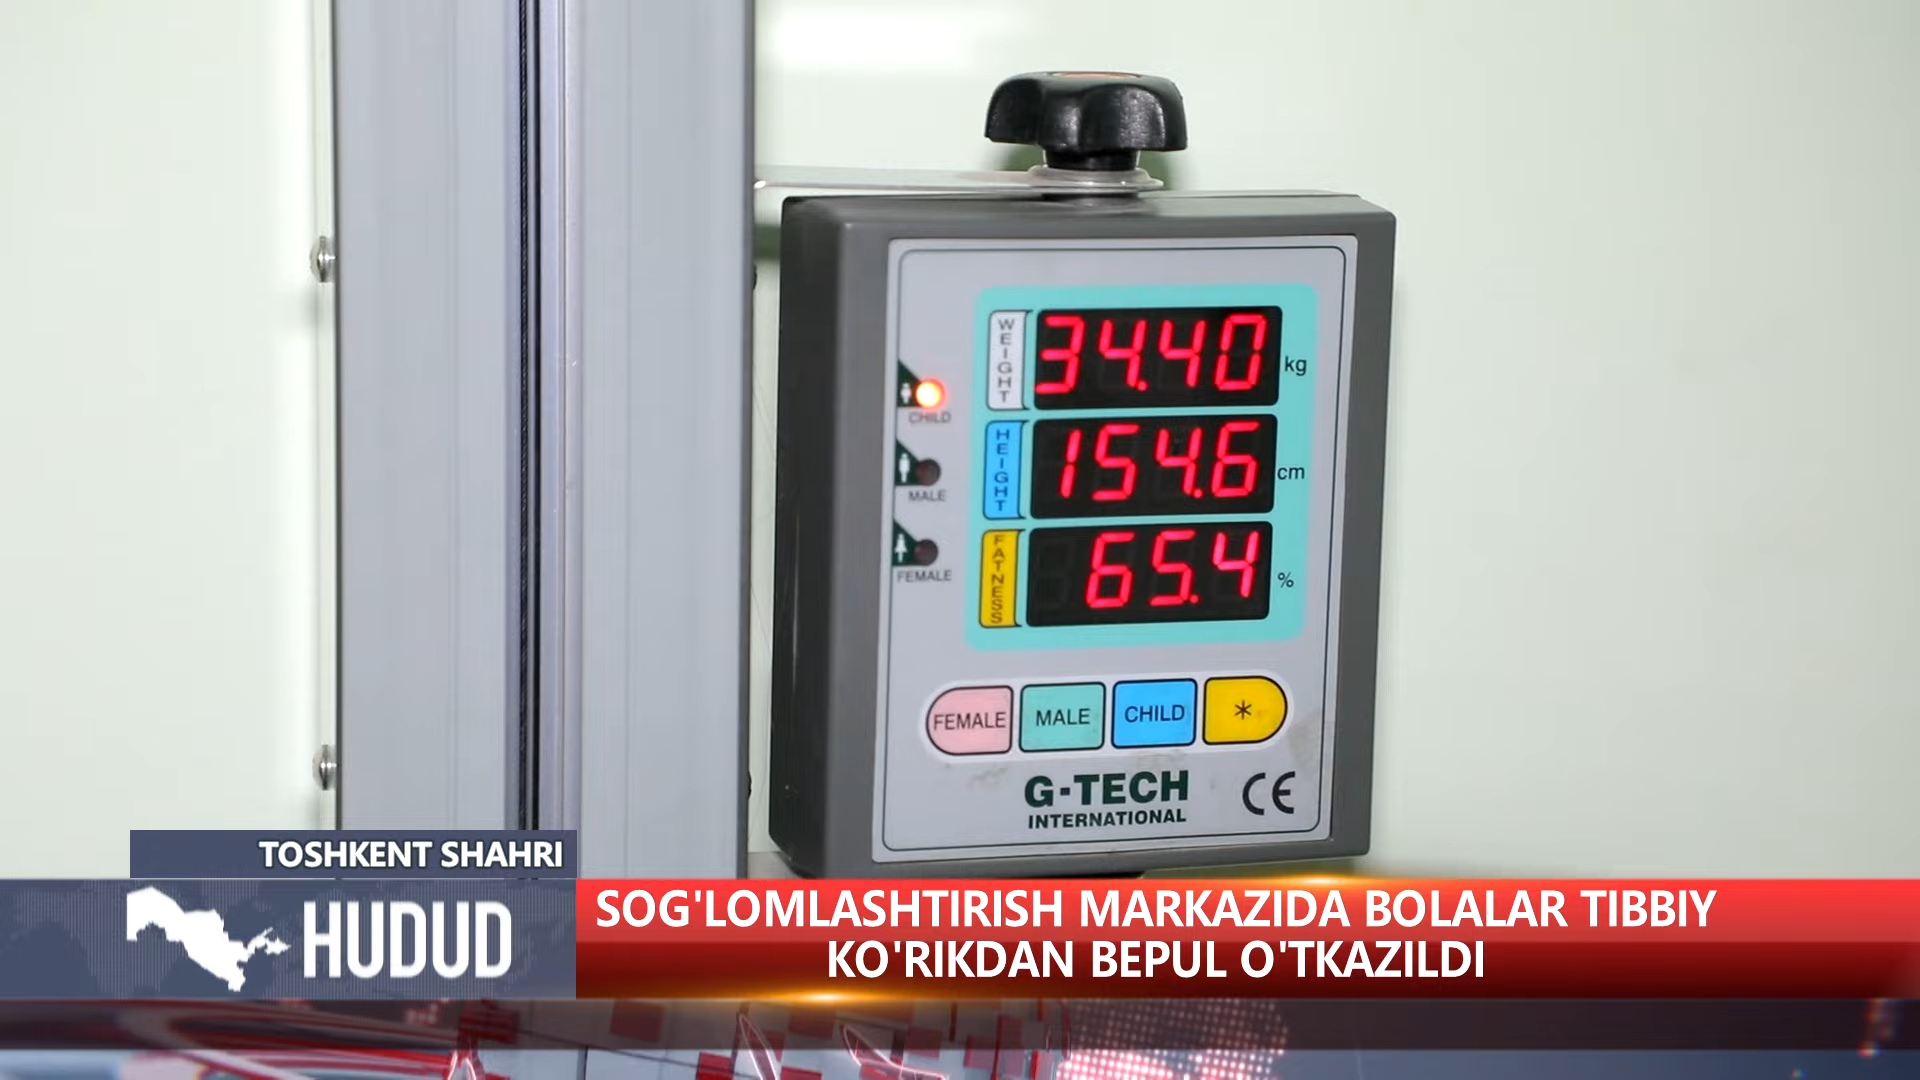 WEIGHT
34.40 kg
CHILD
HEIGHT
154.6 cm
MALE
FATNESS
65.4 %
FEMALE
FEMALE MALE CHILD *
G-TECH
INTERNATIONAL
CE
TOSHKENT SHAHRI
HUDUD
SOG'LOMLASHTIRISH MARKAZIDA BOLALAR TIBBIY
KO'RIKDAN BEPUL O'TKAZILDI